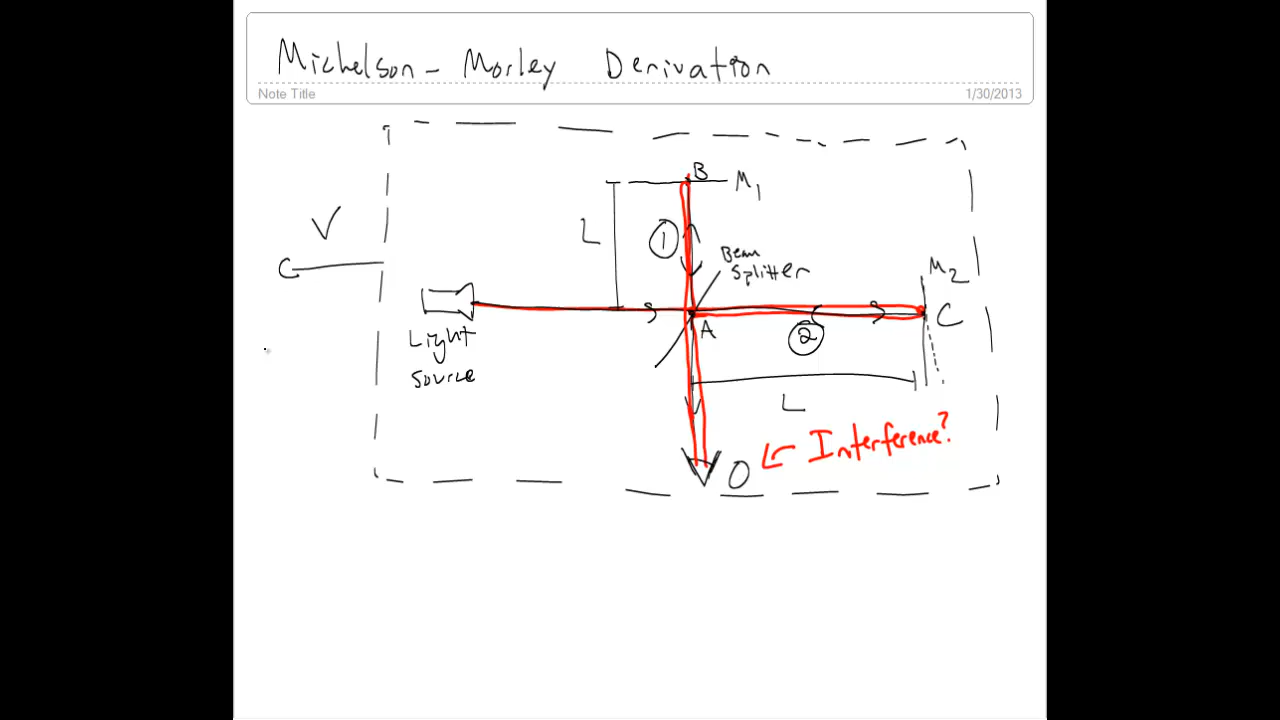 Michelson - Morley Derivation
Note Title
1/30/2013
B
M1
L
1
V
Beam
Splitter
M2
C
A
2
Light
Source
L
Interference?
O